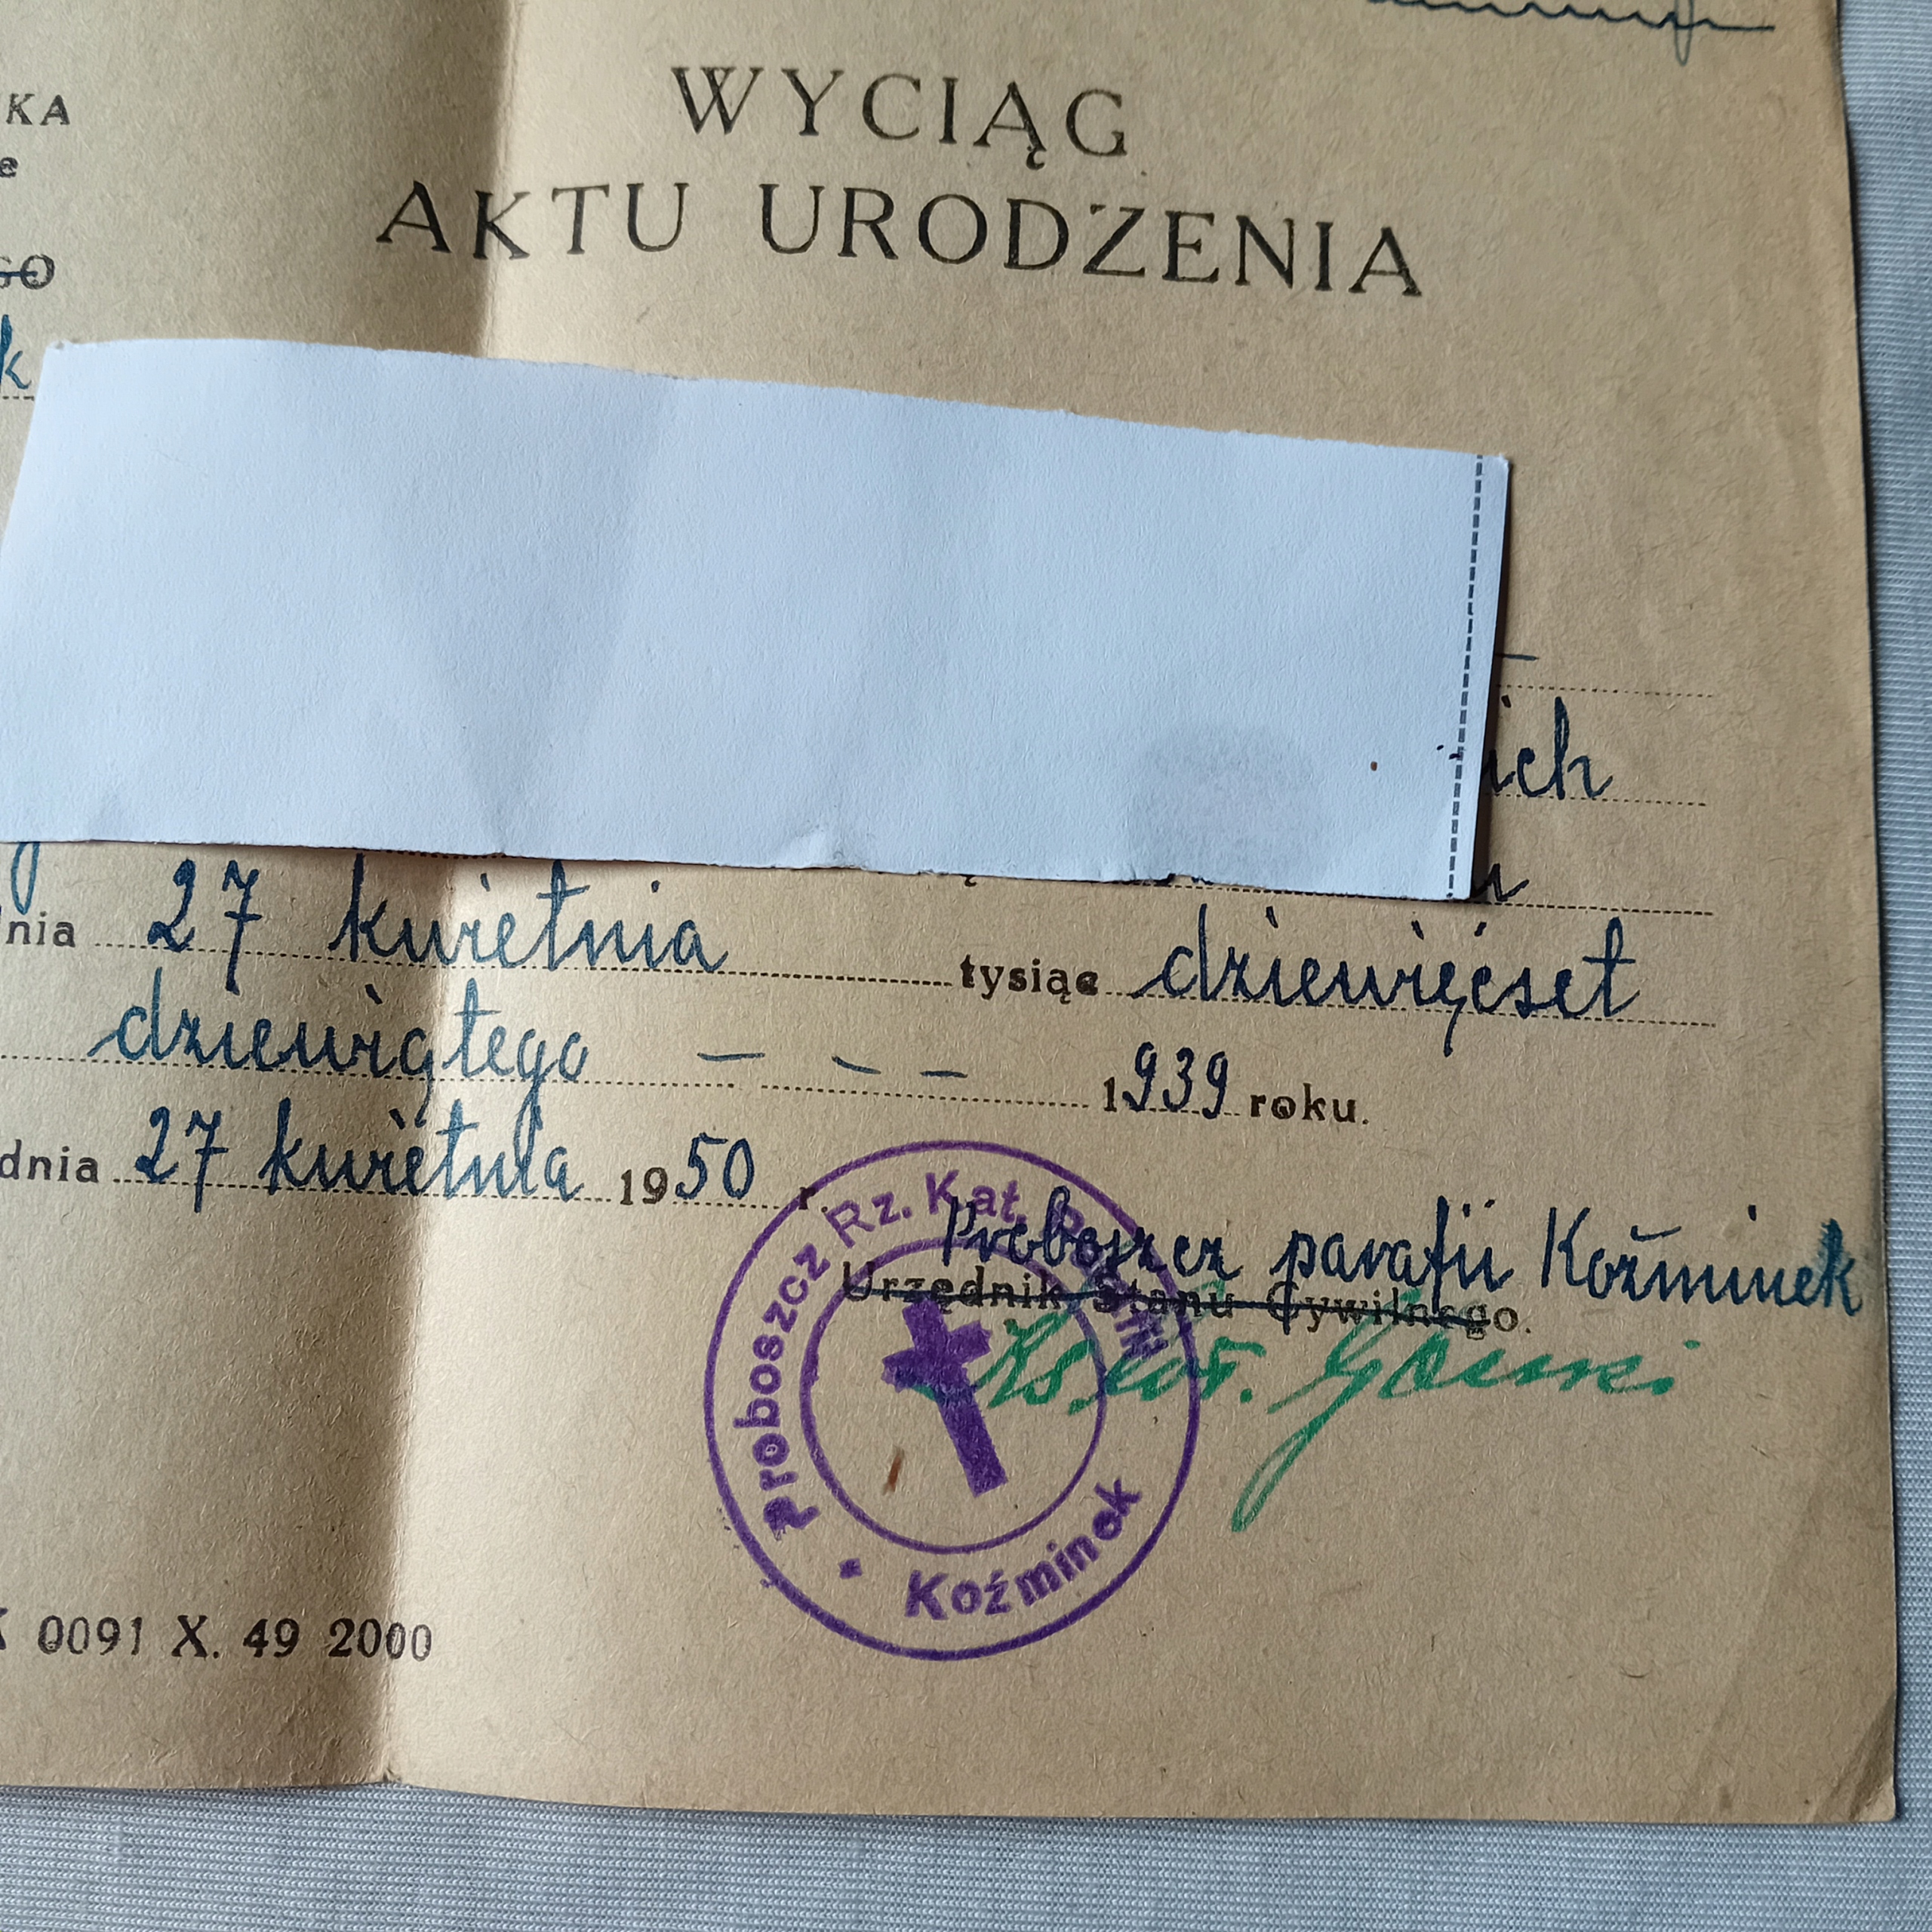 WYCIĄG
AKTU URODZENIA
KA
e
GO
k
ich
nia 27 kwietnia tysiąc dziewięćset
dziewiątego — — — 1939 roku.
dnia 27 kwietnia 1950 r.
Proboszcz parafii Koźminek
Urzędnik Stanu Cywilnego.
Proboszcz Rz. Kat.
Koźminek
0091 X. 49 2000